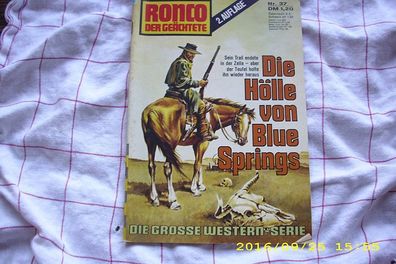 RONCO
DER GEÄCHTETE
2. AUFLAGE
Nr. 37
DM 1,20
Sein Trail endete
in der Zelle – aber
der Teufel holte
ihn wieder heraus
Die
Hölle
von
Blue
Springs
DIE GROSSE WESTERN-SERIE
2016/09/25 15:55